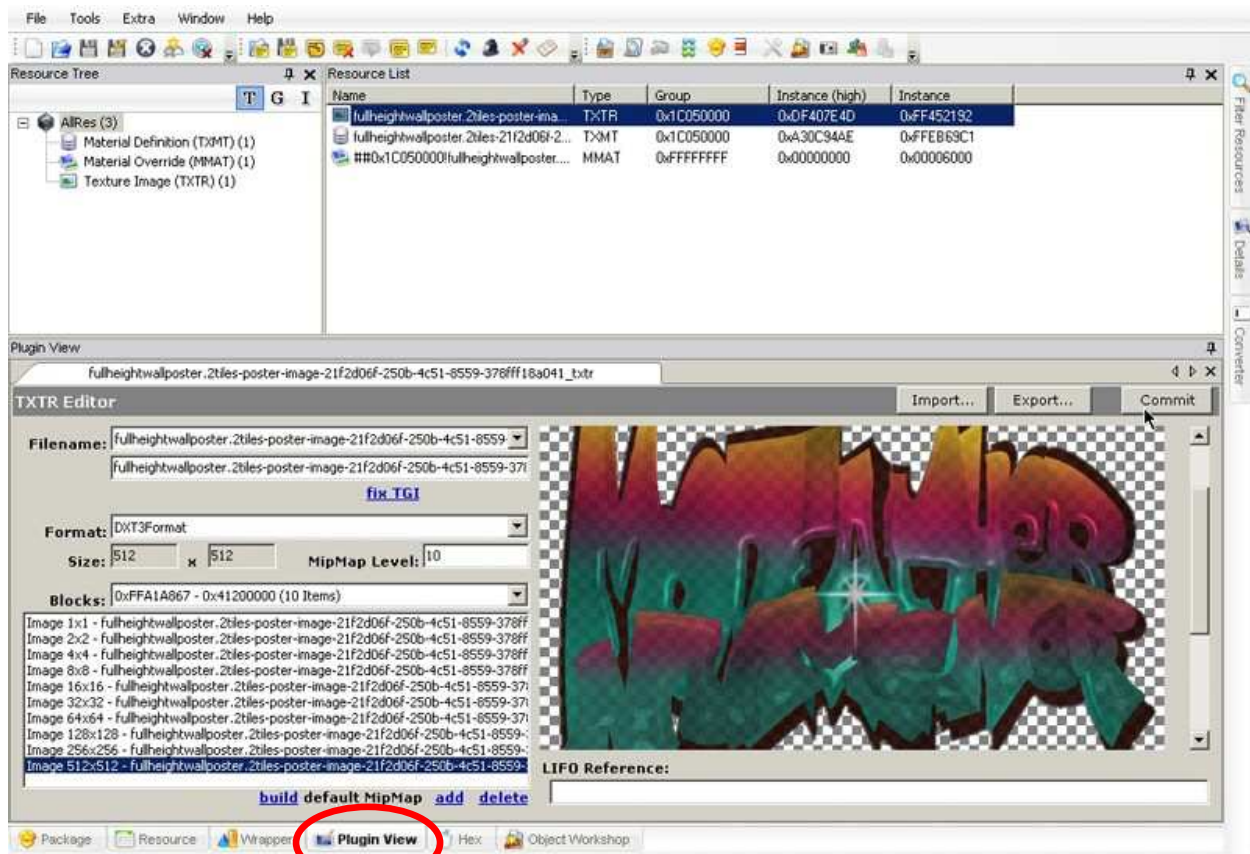 File Tools Extra Window Help
Resource Tree
T G I
AllRes (3)
Material Definition (TXMT) (1)
Material Override (MMAT) (1)
Texture Image (TXTR) (1)
Resource List
Name Type Group Instance (high) Instance
fullheightwallposter.2tiles-poster-ima... TXTR 0x1C050000 0xDF407E4D 0xFF452192
fullheightwallposter.2tiles-21f2d06f-2... TXMT 0x1C050000 0xA30C94AE 0xFFEB69C1
##0x1C050000!fullheightwallposter.... MMAT 0xFFFFFFFF 0x00000000 0x00006000
Filter Resources
Details
Converter
Plugin View
fullheightwallposter.2tiles-poster-image-21f2d06f-250b-4c51-8559-378fff18a041_txtr
TXTR Editor Import... Export... Commit
Filename: fullheightwallposter.2tiles-poster-image-21f2d06f-250b-4c51-8559-
fullheightwallposter.2tiles-poster-image-21f2d06f-250b-4c51-8559-37
fix TGI
Format: DXT3Format
Size: 512 x 512 MipMap Level: 10
Blocks: 0xFFA1A867 - 0x41200000 (10 Items)
Image 1x1 - fullheightwallposter.2tiles-poster-image-21f2d06f-250b-4c51-8559-378ff
Image 2x2 - fullheightwallposter.2tiles-poster-image-21f2d06f-250b-4c51-8559-378ff
Image 4x4 - fullheightwallposter.2tiles-poster-image-21f2d06f-250b-4c51-8559-378ff
Image 8x8 - fullheightwallposter.2tiles-poster-image-21f2d06f-250b-4c51-8559-378ff
Image 16x16 - fullheightwallposter.2tiles-poster-image-21f2d06f-250b-4c51-8559-37
Image 32x32 - fullheightwallposter.2tiles-poster-image-21f2d06f-250b-4c51-8559-37
Image 64x64 - fullheightwallposter.2tiles-poster-image-21f2d06f-250b-4c51-8559-37
Image 128x128 - fullheightwallposter.2tiles-poster-image-21f2d06f-250b-4c51-8559-
Image 256x256 - fullheightwallposter.2tiles-poster-image-21f2d06f-250b-4c51-8559-
Image 512x512 - fullheightwallposter.2tiles-poster-image-21f2d06f-250b-4c51-8559-
build default MipMap add delete
LIFO Reference:
Package Resource Wrapper Plugin View Hex Object Workshop